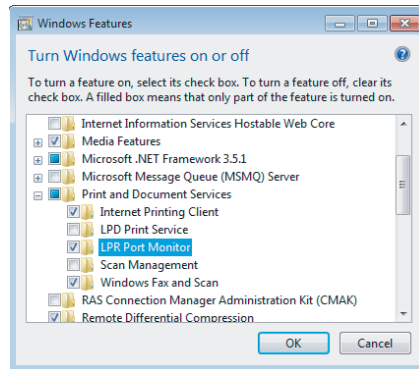 Windows Features
Turn Windows features on or off
To turn a feature on, select its check box. To turn a feature off, clear its
check box. A filled box means that only part of the feature is turned on.
Internet Information Services Hostable Web Core
Media Features
Microsoft .NET Framework 3.5.1
Microsoft Message Queue (MSMQ) Server
Print and Document Services
Internet Printing Client
LPD Print Service
LPR Port Monitor
Scan Management
Windows Fax and Scan
RAS Connection Manager Administration Kit (CMAK)
Remote Differential Compression
OK
Cancel